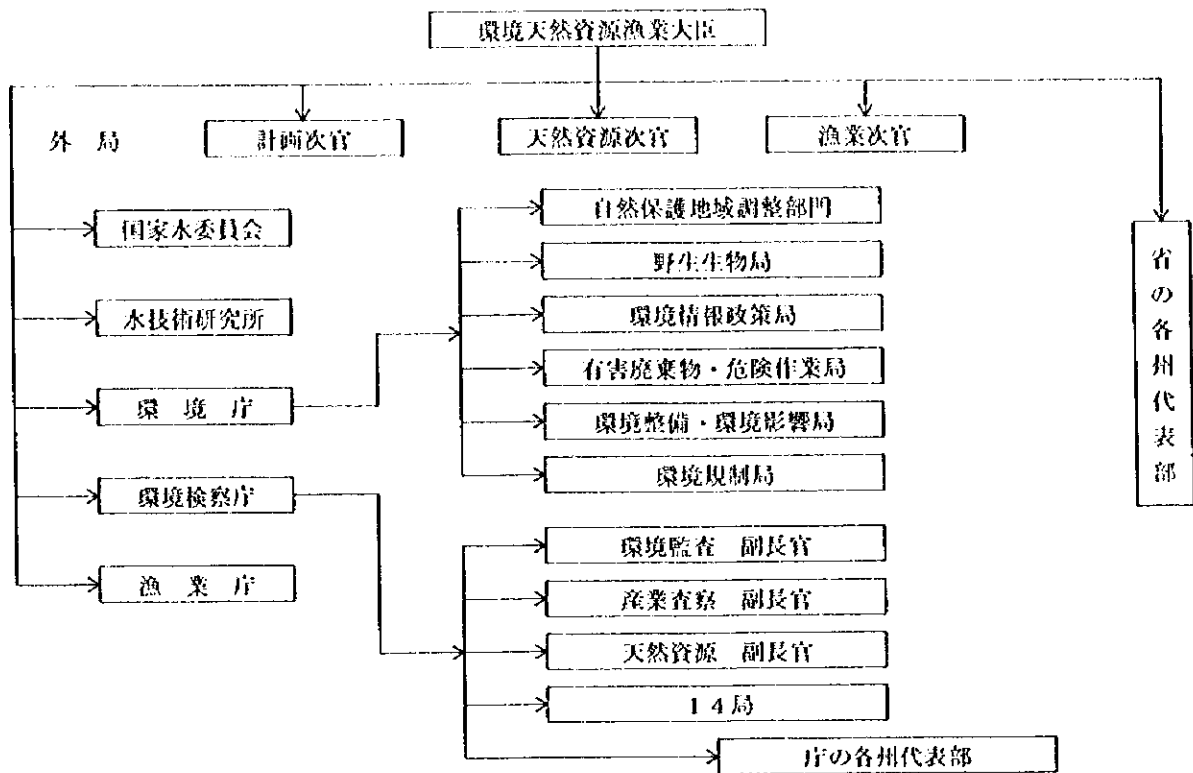 環境天然資源漁業大臣
外局
計画次官
天然資源次官
漁業次官
国家水委員会
水技術研究所
環境庁
環境検察庁
漁業庁
自然保護地域調整部門
野生生物局
環境情報政策局
有害廃棄物・危険作業局
環境整備・環境影響局
環境規制局
環境監査 副長官
産業査察 副長官
天然資源 副長官
14局
庁の各州代表部
省の各州代表部